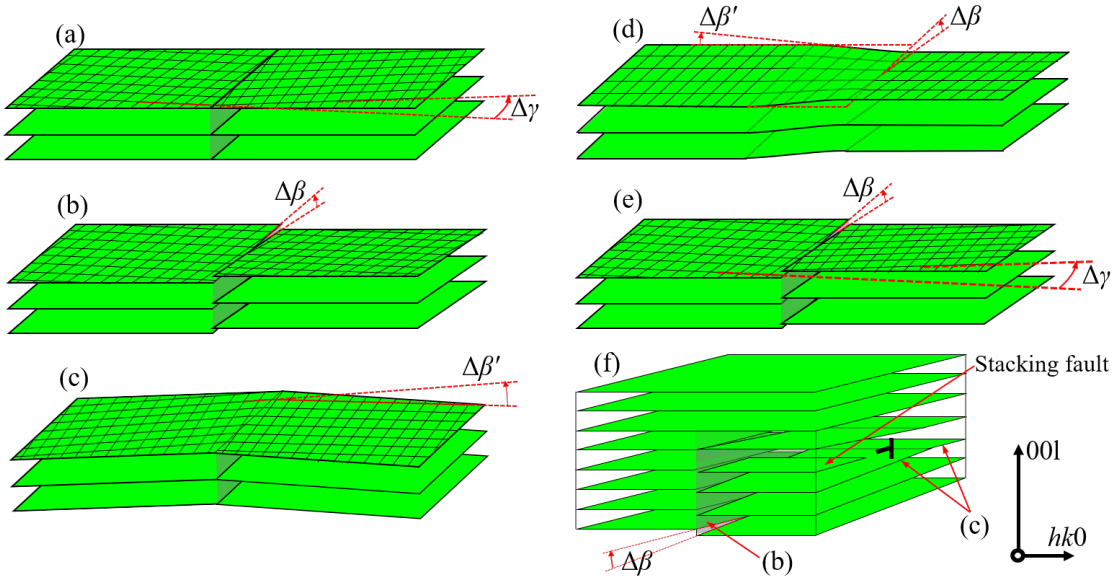 (a)
Δγ
(b)
Δβ
(c)
Δβ′
(d)
Δβ′
Δβ
(e)
Δβ
Δγ
(f)
Stacking fault
00l
hk0
(c)
(b)
Δβ